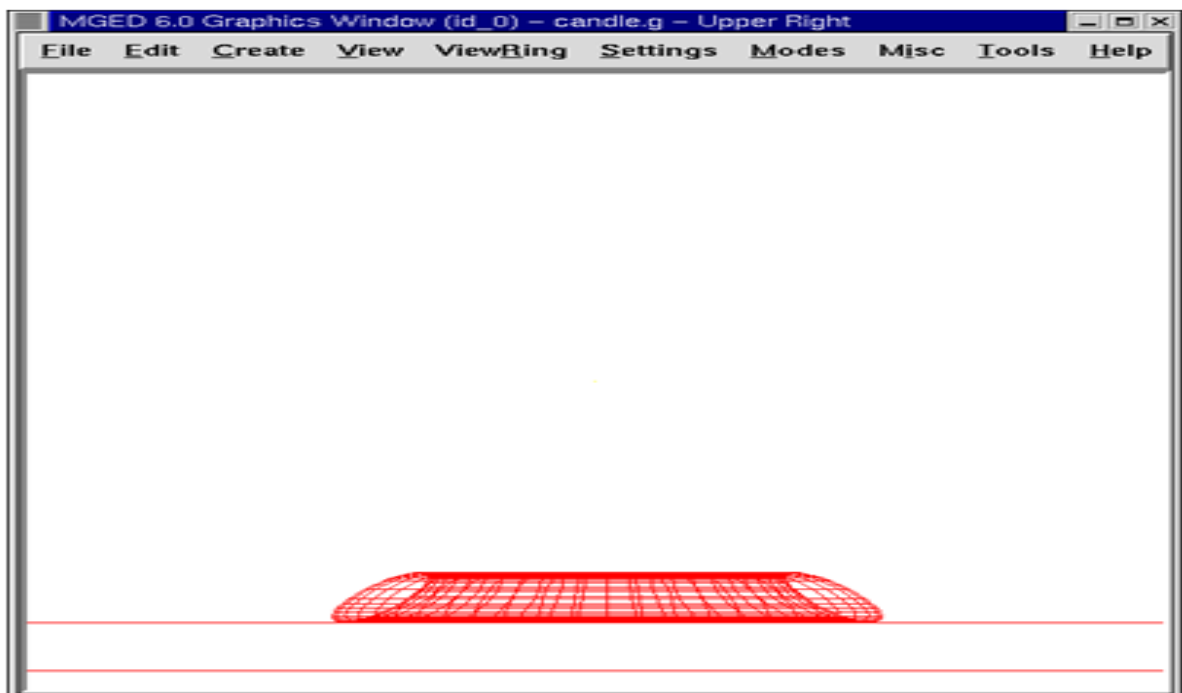 MGED 6.0 Graphics Window (id_0) – candle.g – Upper Right
File Edit Create View ViewRing Settings Modes Misc Tools Help